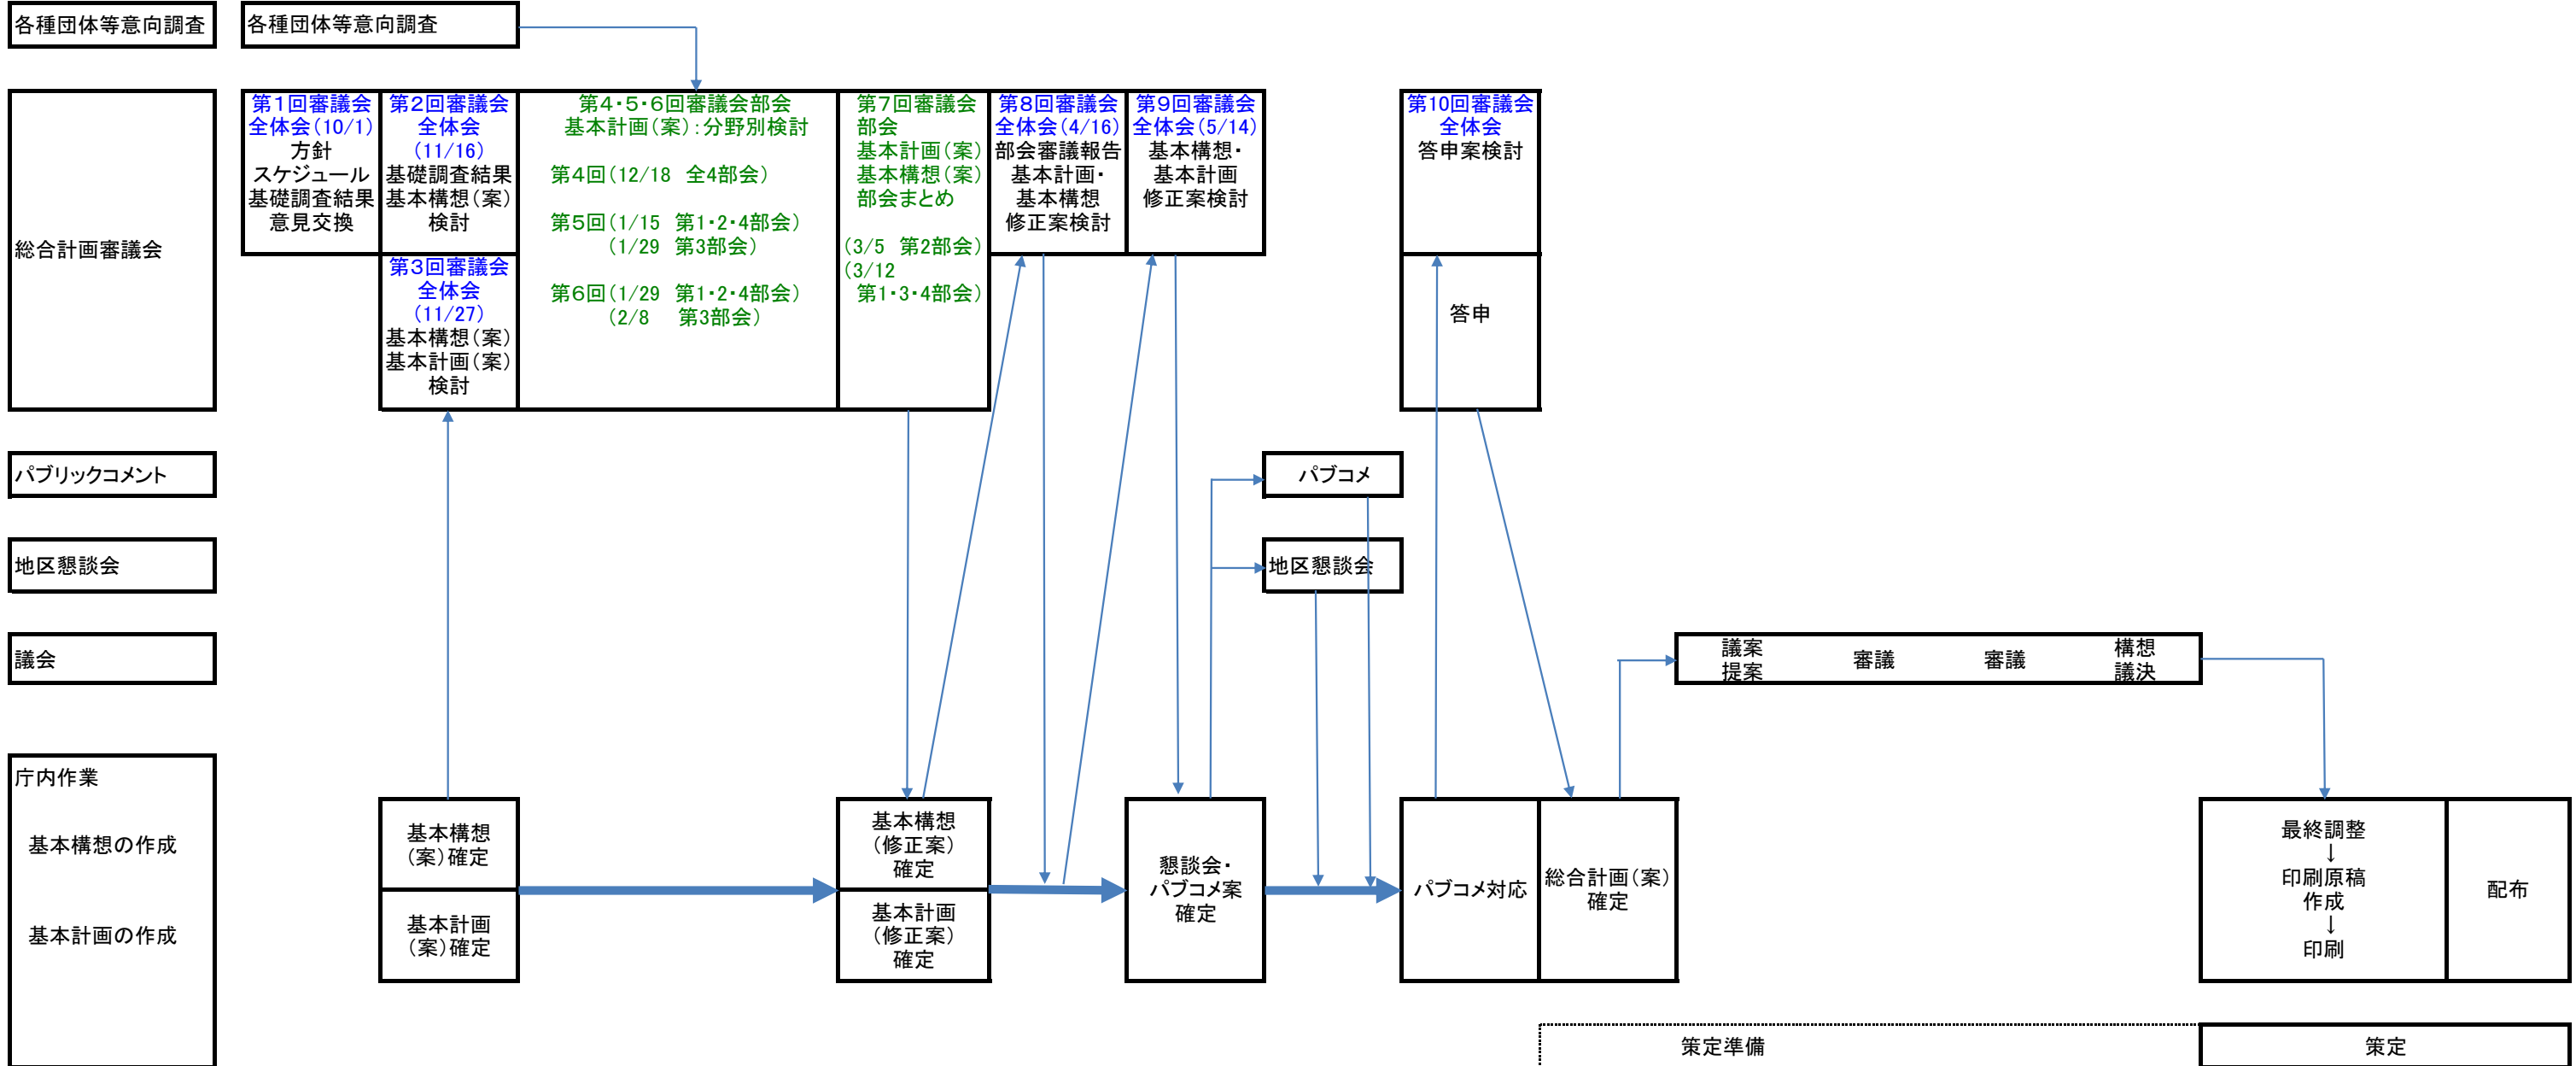 各種団体等意向調査
各種団体等意向調査
総合計画審議会
第1回審議会
全体会(10/1)
方針
スケジュール
基礎調査結果
意見交換
第2回審議会
全体会
(11/16)
基礎調査結果
基本構想(案)
検討
第3回審議会
全体会
(11/27)
基本構想(案)
基本計画(案)
検討
第4・5・6回審議会部会
基本計画(案):分野別検討
第4回(12/18 全4部会)
第5回(1/15 第1・2・4部会)
(1/29 第3部会)
第6回(1/29 第1・2・4部会)
(2/8 第3部会)
第7回審議会
部会
基本計画(案)
基本構想(案)
部会まとめ
(3/5 第2部会)
(3/12
第1・3・4部会)
第8回審議会
全体会(4/16)
部会審議報告
基本計画・
基本構想
修正案検討
第9回審議会
全体会(5/14)
基本構想・
基本計画
修正案検討
第10回審議会
全体会
答申案検討
答申
パブリックコメント
パブコメ
地区懇談会
地区懇談会
議会
議案
提案
審議
審議
構想
議決
庁内作業
基本構想の作成
基本計画の作成
基本構想
(案)確定
基本計画
(案)確定
基本構想
(修正案)
確定
基本計画
(修正案)
確定
懇談会・
パブコメ案
確定
パブコメ対応
総合計画(案)
確定
最終調整
↓
印刷原稿
作成
↓
印刷
配布
策定準備
策定